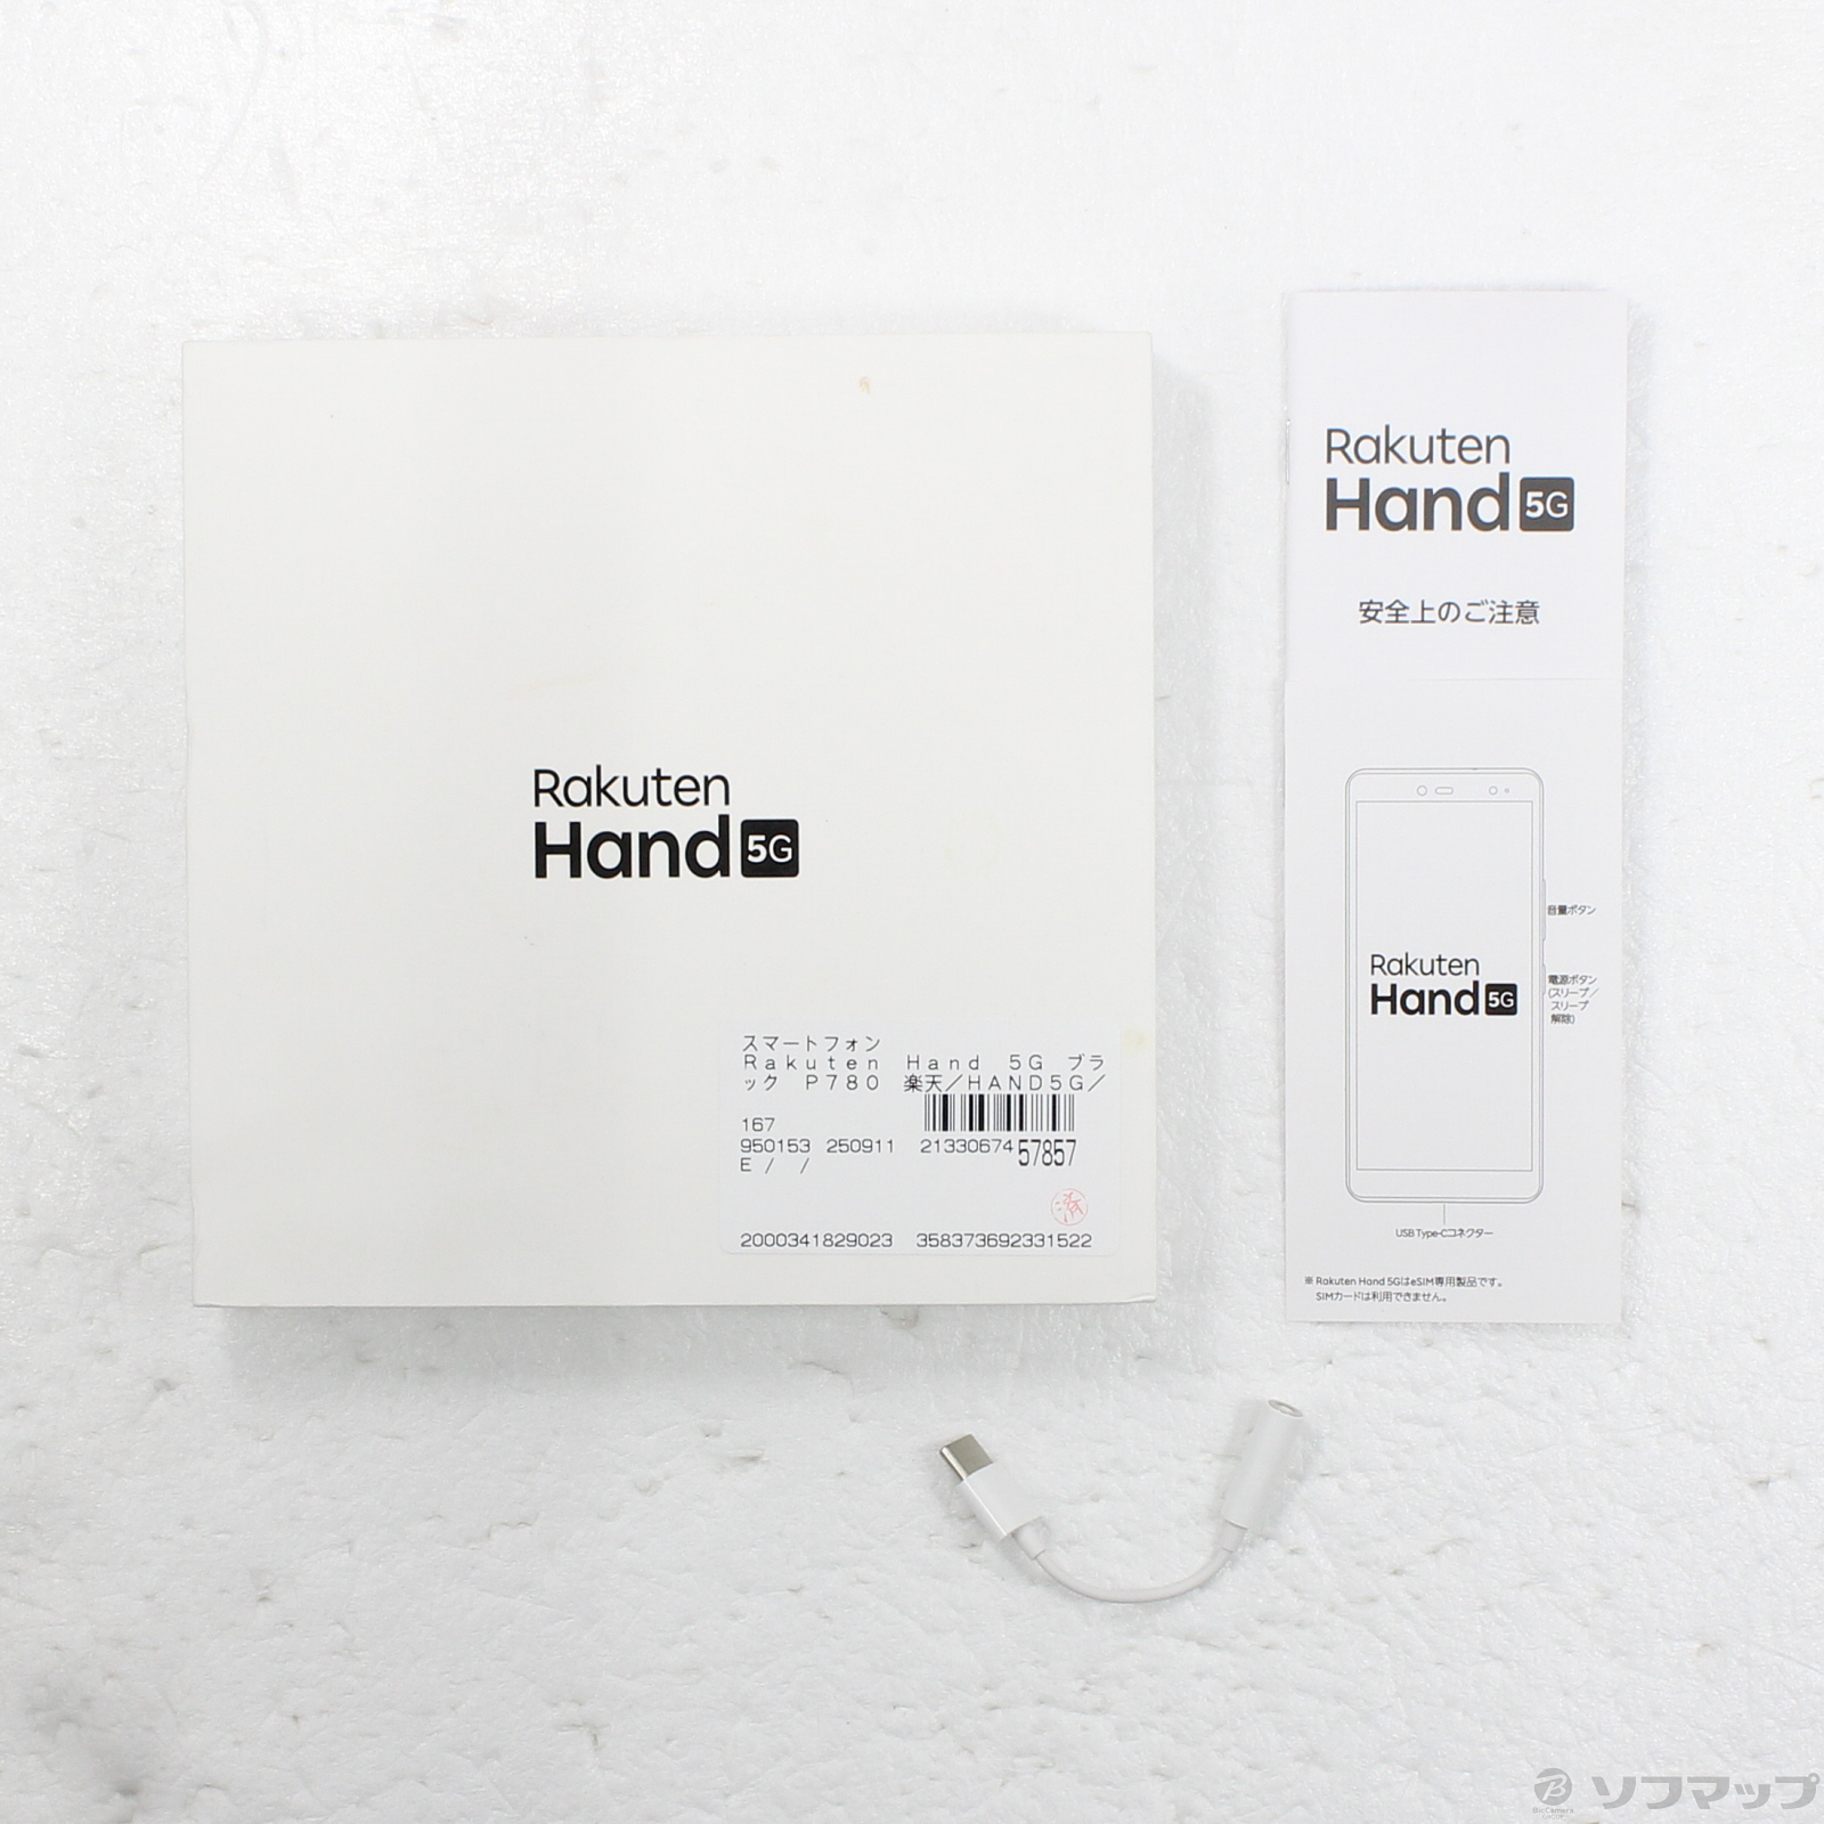 Rakuten
Hand 5G
スマートフォン
Rakuten Hand 5G ブラ
ック P780 楽天／HAND5G／
167
950153 250911 2133067457857
E / /
済
2000341829023 358373692331522
Rakuten
Hand 5G
安全上のご注意
音量ボタン
電源ボタン
(スリープ／
スリープ
解除)
Rakuten
Hand 5G
USB Type-Cコネクター
※ Rakuten Hand 5GはeSIM専用製品です。
SIMカードは利用できません。
B
BicCamera
GROUP
ソフマップ